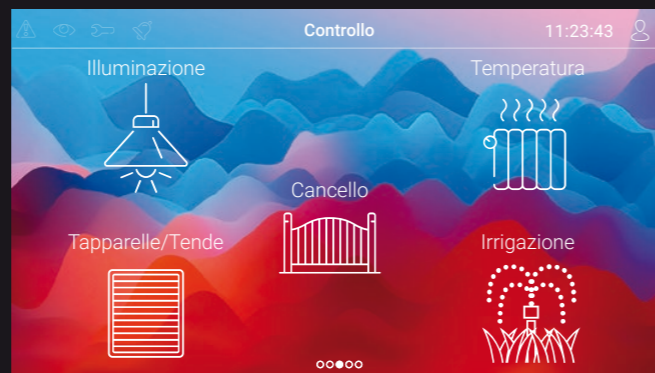 Controllo
11:23:43
Illuminazione
Temperatura
Cancello
Tapparelle/Tende
Irrigazione